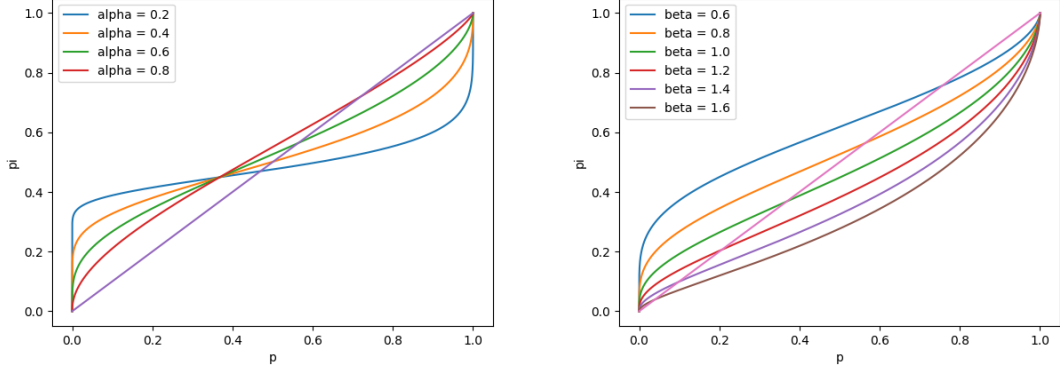 alpha = 0.2
alpha = 0.4
alpha = 0.6
alpha = 0.8
1.0
0.8
0.6
0.4
0.2
0.0
pi
0.0 0.2 0.4 0.6 0.8 1.0
p
beta = 0.6
beta = 0.8
beta = 1.0
beta = 1.2
beta = 1.4
beta = 1.6
1.0
0.8
0.6
0.4
0.2
0.0
pi
0.0 0.2 0.4 0.6 0.8 1.0
p